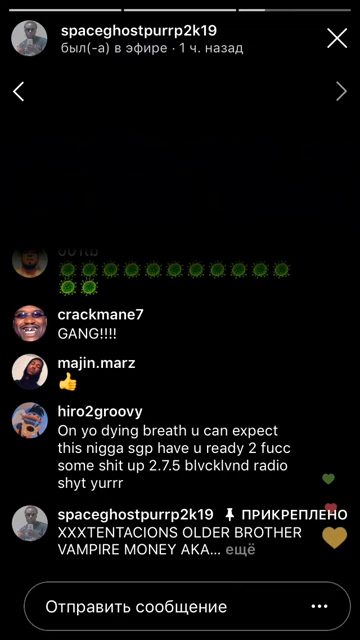 spaceghostpurrp2k19
был(-а) в эфире · 1 ч. назад
crackmane7
GANG!!!!
majin.marz
hiro2groovy
On yo dying breath u can expect
this nigga sgp have u ready 2 fucc
some shit up 2.7.5 blvcklvnd radio
shyt yurrr
spaceghostpurrp2k19 ПРИКРЕПЛЕНО
XXXTENTACIONS OLDER BROTHER
VAMPIRE MONEY AKA... ещё
Отправить сообщение